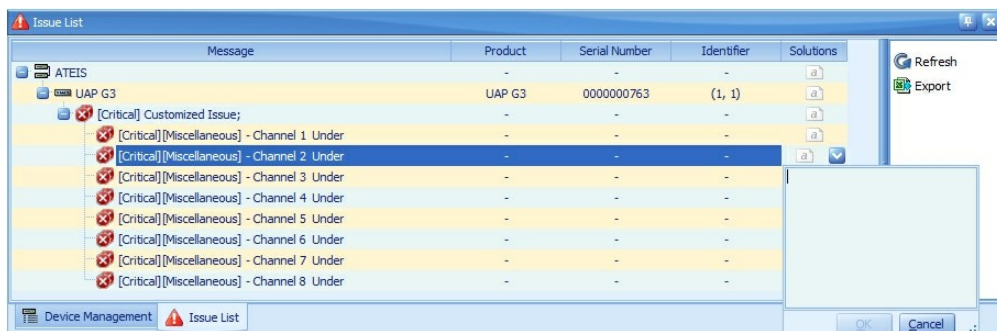 Issue List
Message Product Serial Number Identifier Solutions
Refresh
ATEIS - - - a
Export
UAP G3 UAP G3 0000000763 (1, 1) a
[Critical] Customized Issue; - - - a
[Critical][Miscellaneous] - Channel 1 Under - - - a
[Critical][Miscellaneous] - Channel 2 Under - - - a
[Critical][Miscellaneous] - Channel 3 Under - - -
[Critical][Miscellaneous] - Channel 4 Under - - -
[Critical][Miscellaneous] - Channel 5 Under - - -
[Critical][Miscellaneous] - Channel 6 Under - - -
[Critical][Miscellaneous] - Channel 7 Under - - -
[Critical][Miscellaneous] - Channel 8 Under - - -
Device Management Issue List
OK Cancel